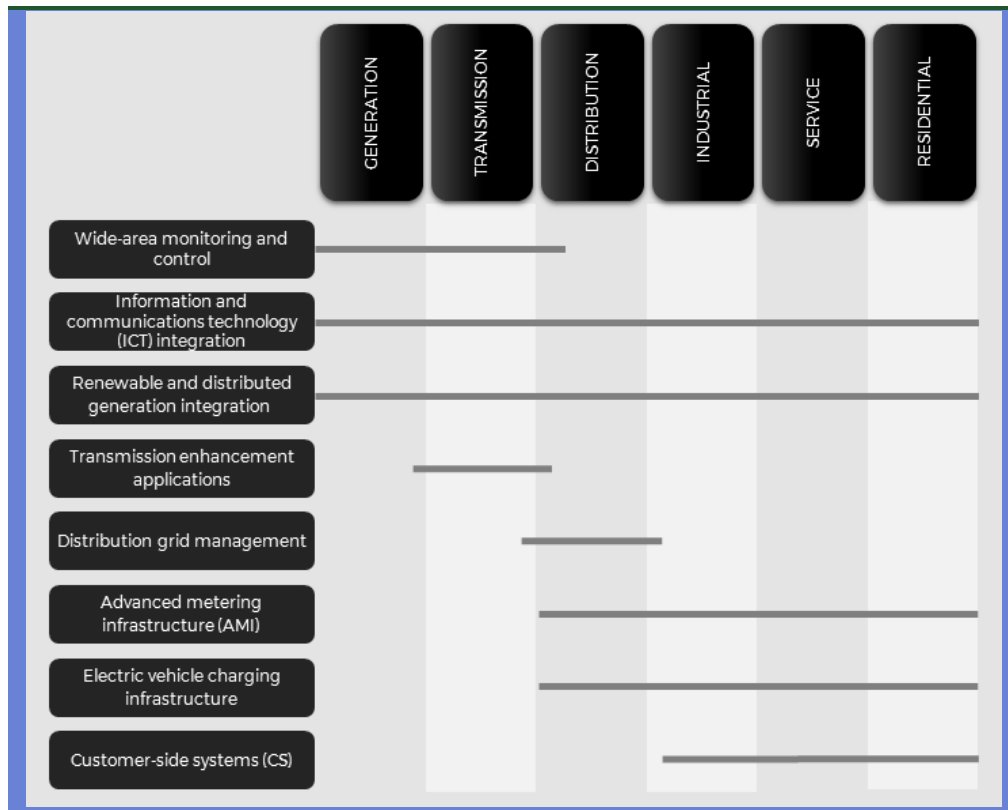 GENERATION
TRANSMISSION
DISTRIBUTION
INDUSTRIAL
SERVICE
RESIDENTIAL
Wide-area monitoring and
control
Information and
communications technology
(ICT) integration
Renewable and distributed
generation integration
Transmission enhancement
applications
Distribution grid management
Advanced metering
infrastructure (AMI)
Electric vehicle charging
infrastructure
Customer-side systems (CS)